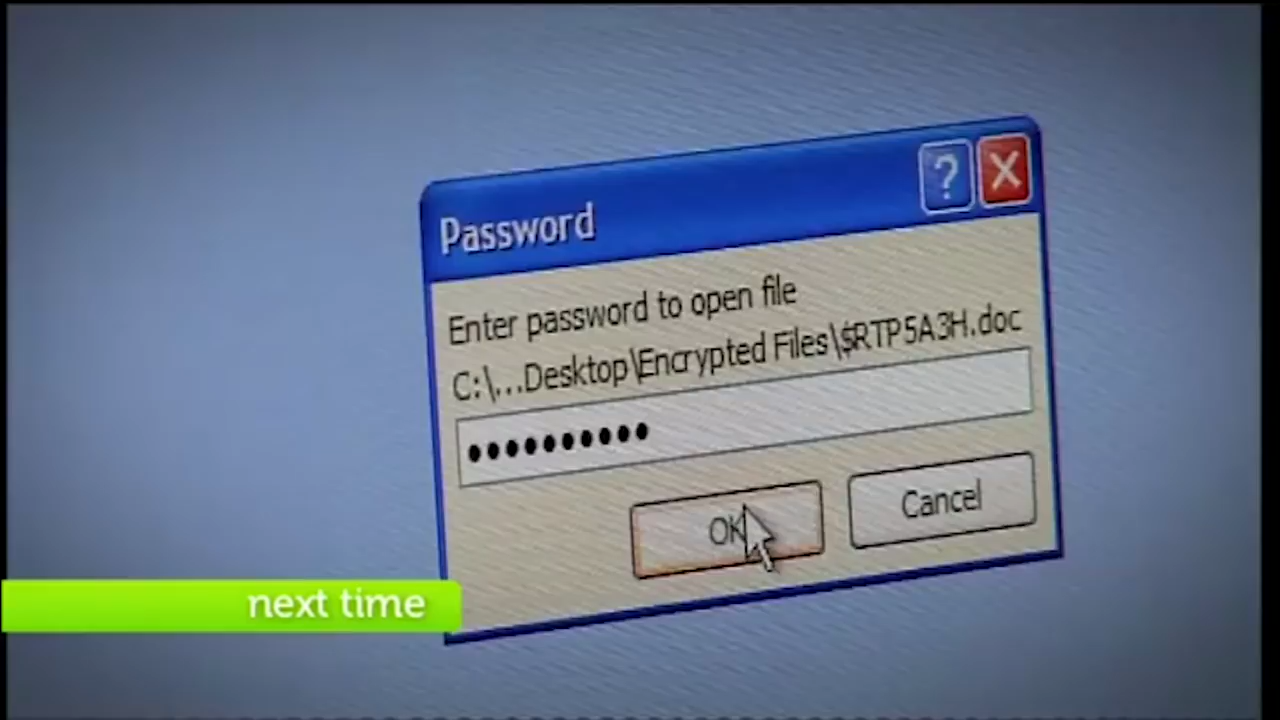 Password
Enter password to open file
C:\...Desktop\Encrypted Files\$RTP5A3H.doc
●●●●●●●●●●
OK
Cancel
next time